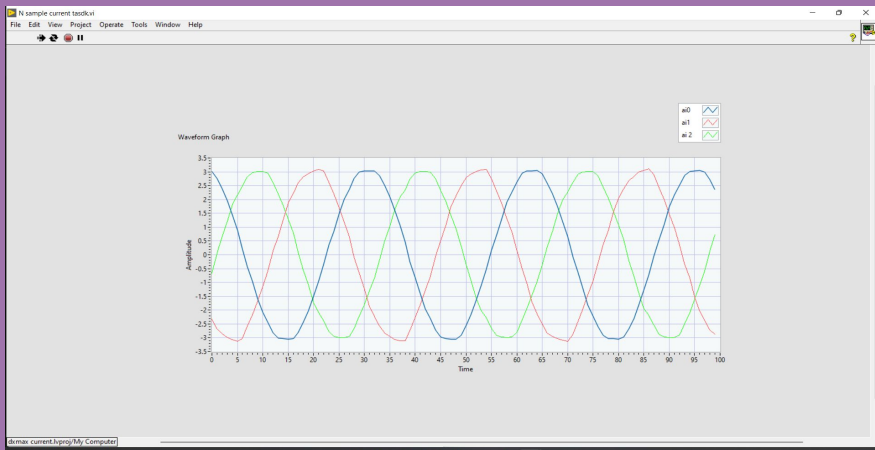 N sample current tasdk.vi
File Edit View Project Operate Tools Window Help
ai0
ai1
ai 2
Waveform Graph
3.5
3
2.5
2
1.5
1
0.5
0
-0.5
-1
-1.5
-2
-2.5
-3
-3.5
Amplitude
0 5 10 15 20 25 30 35 40 45 50 55 60 65 70 75 80 85 90 95 100
Time
dxmax current.lvproj/My Computer